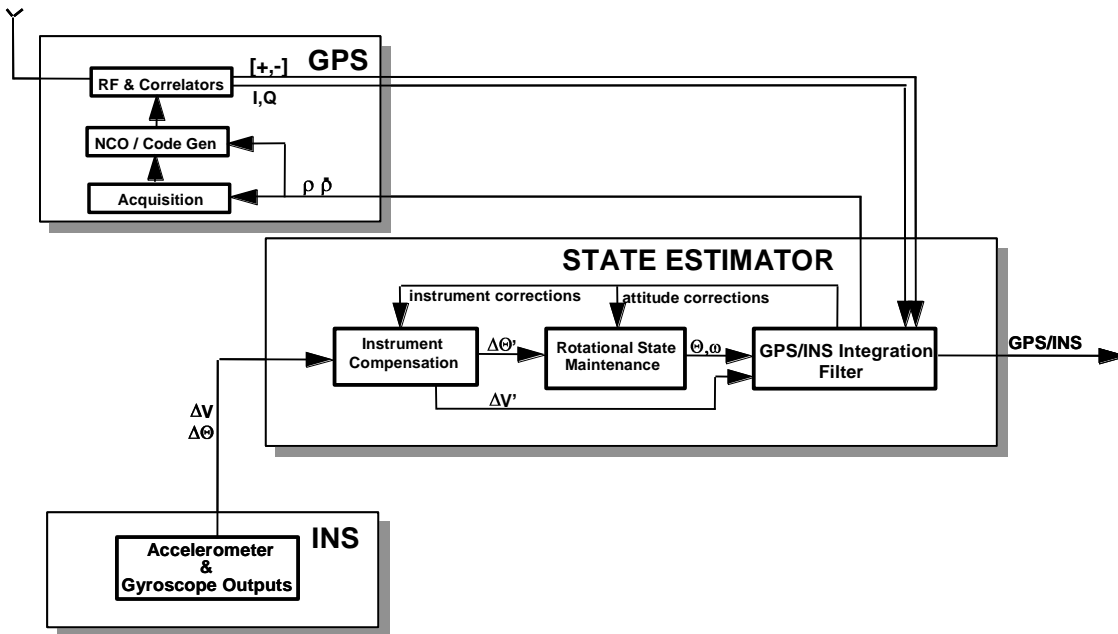 GPS
[+,-]
RF & Correlators
I,Q
NCO / Code Gen
ρ ρ̇
Acquisition
STATE ESTIMATOR
instrument corrections
attitude corrections
Instrument
Compensation
ΔΘ'
Rotational State
Maintenance
Θ,ω
GPS/INS Integration
Filter
GPS/INS
ΔV'
ΔV
ΔΘ
INS
Accelerometer
&
Gyroscope Outputs